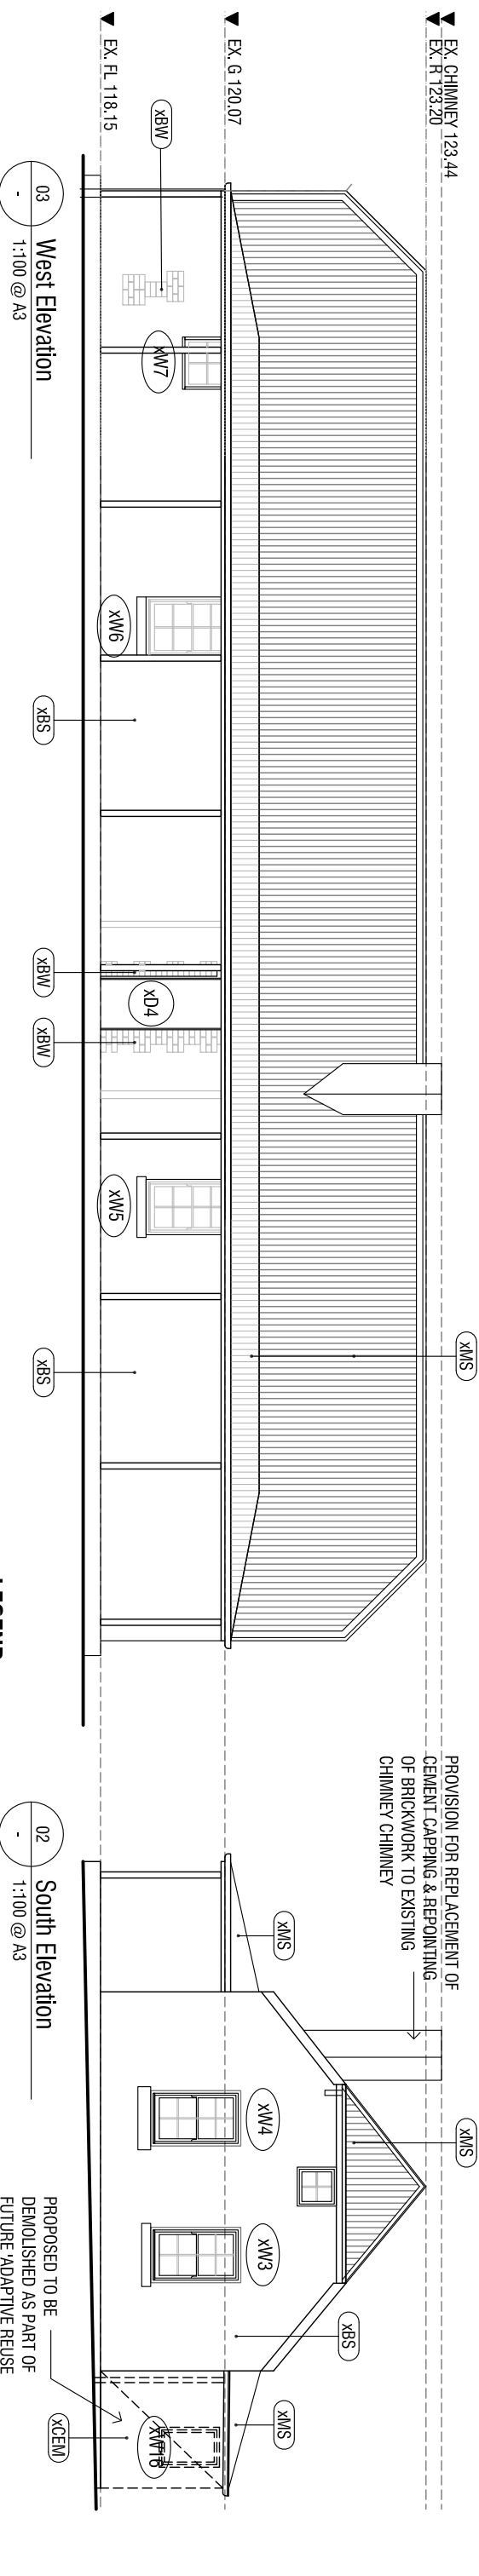 EX. CHIMNEY 123.44
EX. R 123.20
EX. G 120.07
EX. FL 118.15
xBW
xW7
xW6
xBS
xBW
xD4
xBW
xW5
xBS
xMS
03
-
West Elevation
1:100 @ A3
PROVISION FOR REPLACEMENT OF
CEMENT CAPPING & REPOINTING
OF BRICKWORK TO EXISTING
CHIMNEY CHIMNEY
xMS
xMS
xW4
xW3
xBS
xMS
xW16
xCEM
PROPOSED TO BE
DEMOLISHED AS PART OF
FUTURE 'ADAPTIVE REUSE
02
-
South Elevation
1:100 @ A3
LEGEND